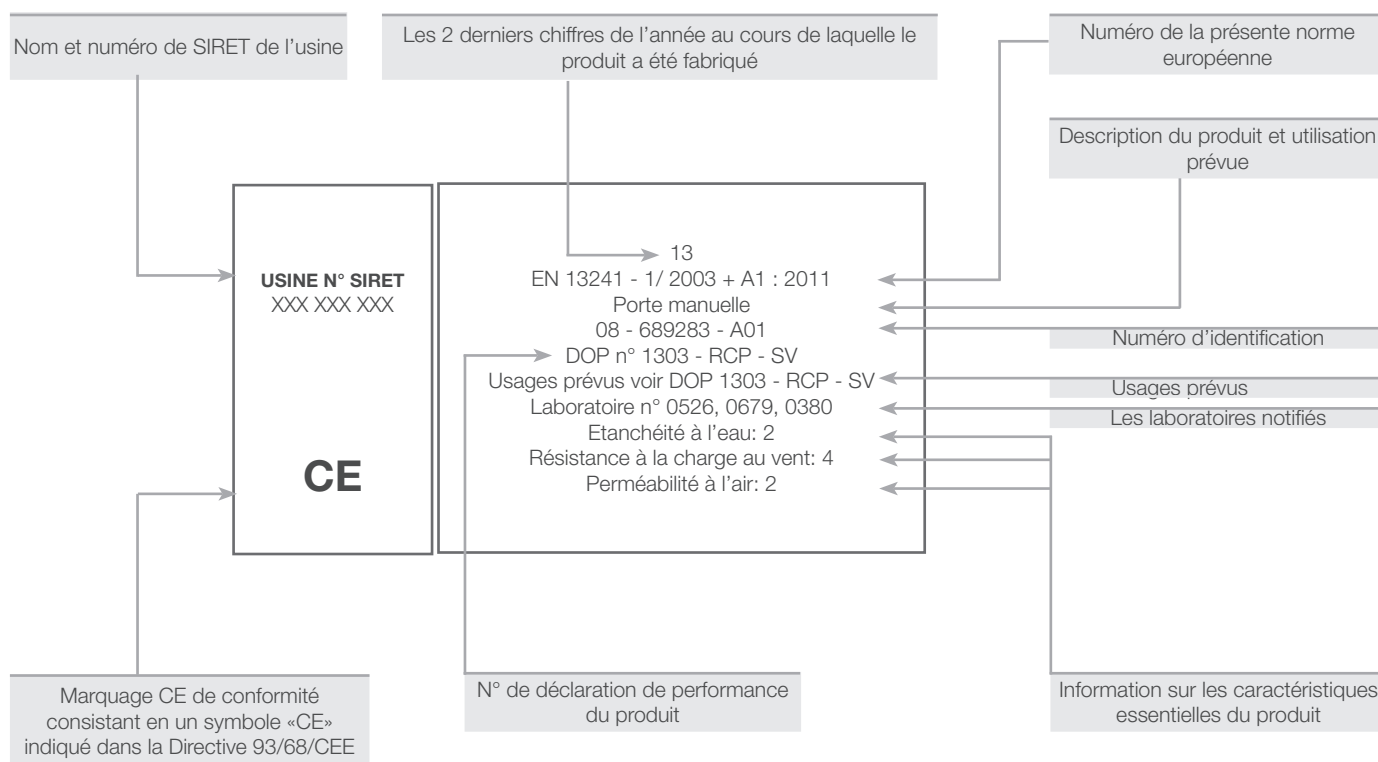 Nom et numéro de SIRET de l'usine
Les 2 derniers chiffres de l'année au cours de laquelle le
produit a été fabriqué
Numéro de la présente norme
européenne
Description du produit et utilisation
prévue
USINE N° SIRET
XXX XXX XXX
CE
13
EN 13241 - 1/ 2003 + A1 : 2011
Porte manuelle
08 - 689283 - A01
DOP n° 1303 - RCP - SV
Usages prévus voir DOP 1303 - RCP - SV
Laboratoire n° 0526, 0679, 0380
Etanchéité à l'eau: 2
Résistance à la charge au vent: 4
Perméabilité à l'air: 2
Numéro d'identification
Usages prévus
Les laboratoires notifiés
Marquage CE de conformité
consistant en un symbole «CE»
indiqué dans la Directive 93/68/CEE
N° de déclaration de performance
du produit
Information sur les caractéristiques
essentielles du produit